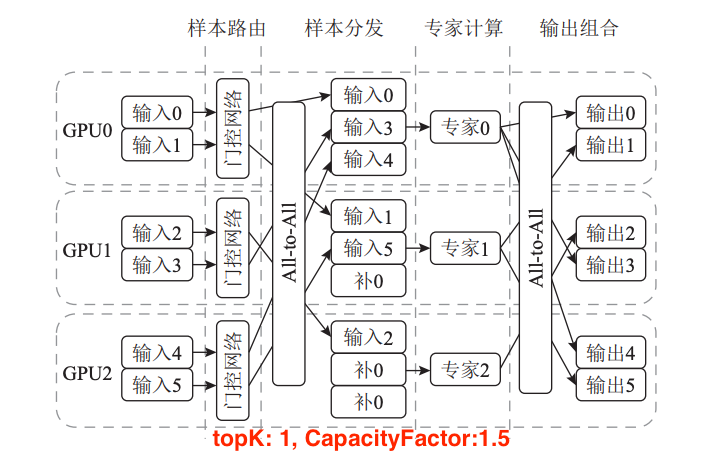 样本路由 样本分发 专家计算 输出组合
GPU0
输入0
输入1
门控网络
GPU1
输入2
输入3
门控网络
GPU2
输入4
输入5
门控网络
All-to-All
输入0
输入3
输入4
输入1
输入5
补0
输入2
补0
补0
专家0
专家1
专家2
All-to-All
输出0
输出1
输出2
输出3
输出4
输出5
topK: 1, CapacityFactor:1.5